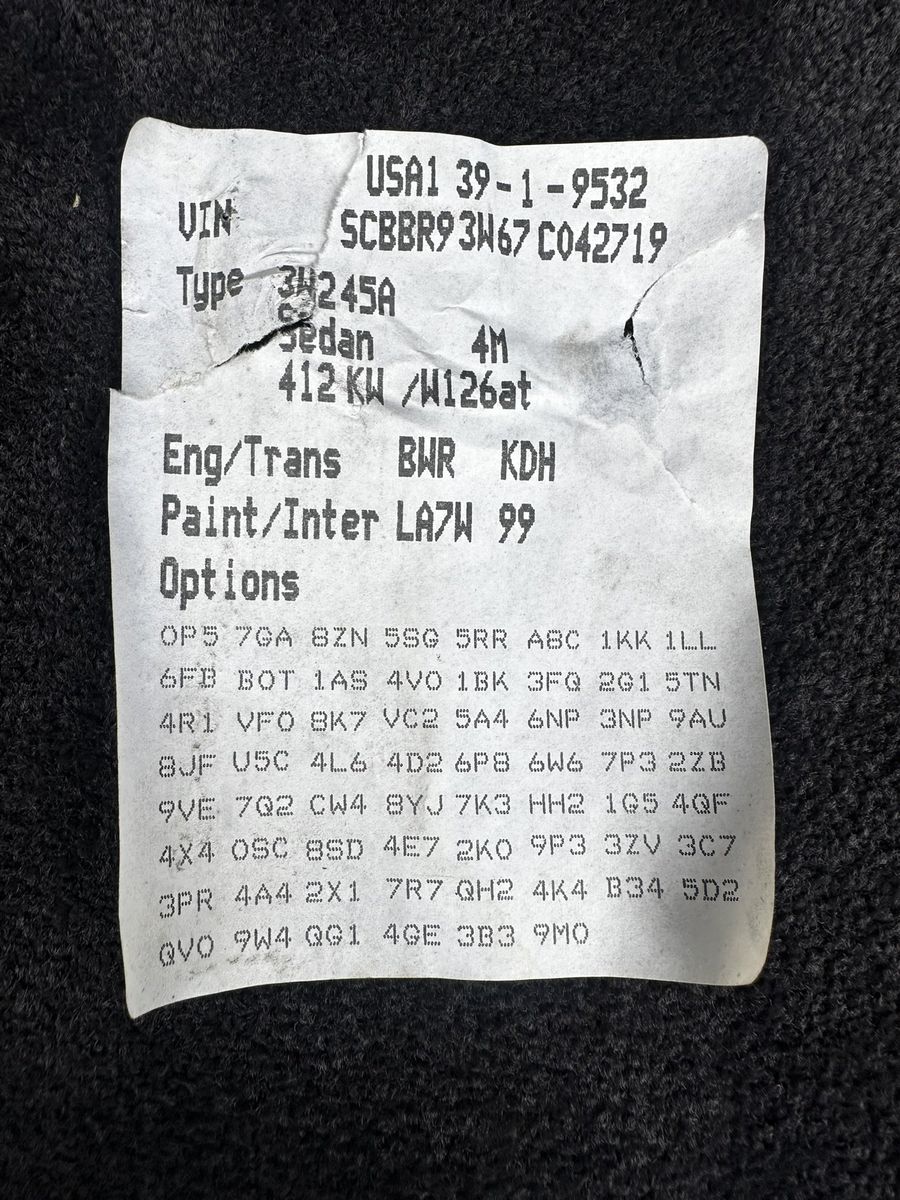 USA1 39-1-9532
VIN SCBBR93W67C042719
Type 3W245A
Sedan 4M
412 KW /W126at
Eng/Trans BWR KDH
Paint/Inter LA7W 99
Options
0P5 7GA 8ZN 5SG 5RR A8C 1KK 1LL
6FB B0T 1AS 4V0 1BK 3FQ 2G1 5TN
4R1 VF0 8K7 VC2 5A4 6NP 3NP 9AU
8JF U5C 4L6 4D2 6P8 6W6 7P3 2ZB
9VE 7Q2 CW4 8YJ 7K3 HH2 1G5 4QF
4X4 0SC 8SD 4E7 2K0 9P3 3ZV 3C7
3PR 4A4 2X1 7R7 QH2 4K4 B34 5D2
QV0 9W4 QG1 4GE 3B3 9M0